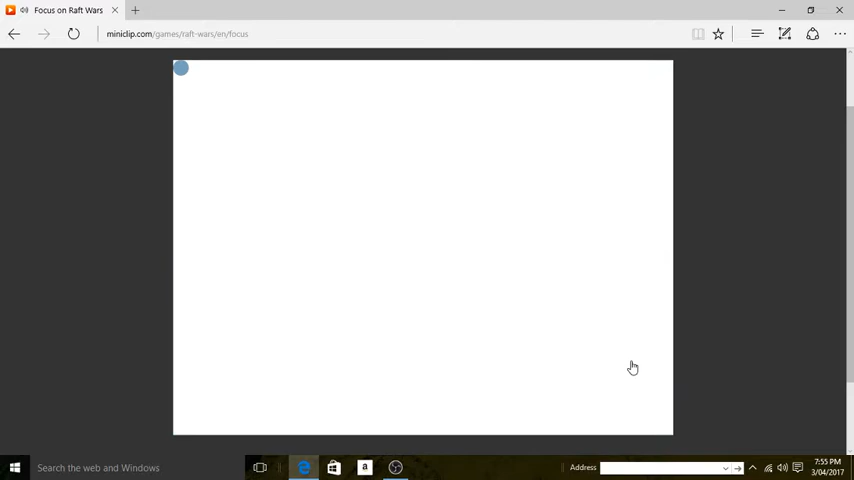 Focus on Raft Wars
miniclip.com/games/raft-wars/en/focus
Search the web and Windows
a
Address
7:55 PM
3/04/2017